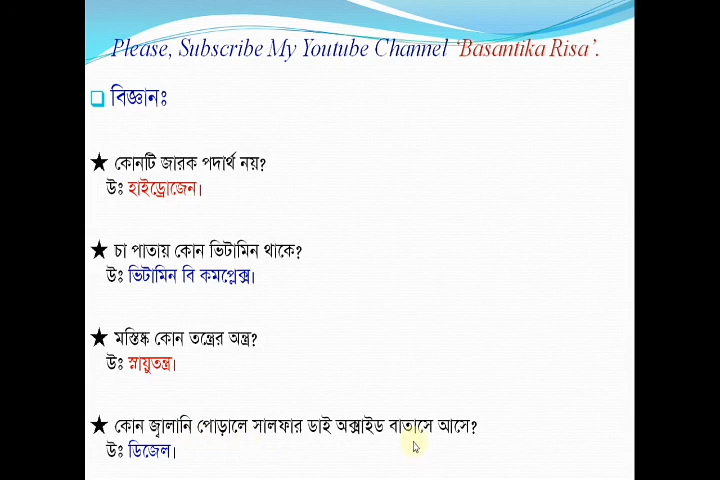 Please, Subscribe My Youtube Channel ‘Basantika Risa’.
বিজ্ঞানঃ
★ কোনটি জারক পদার্থ নয়?
উঃ হাইড্রোজেন।
★ চা পাতায় কোন ভিটামিন থাকে?
উঃ ভিটামিন বি কমপ্লেক্স।
★ মস্তিষ্ক কোন তন্ত্রের অন্ত্র?
উঃ স্নায়ুতন্ত্র।
★ কোন জ্বালানি পোড়ালে সালফার ডাই অক্সাইড বাতাসে আসে?
উঃ ডিজেল।